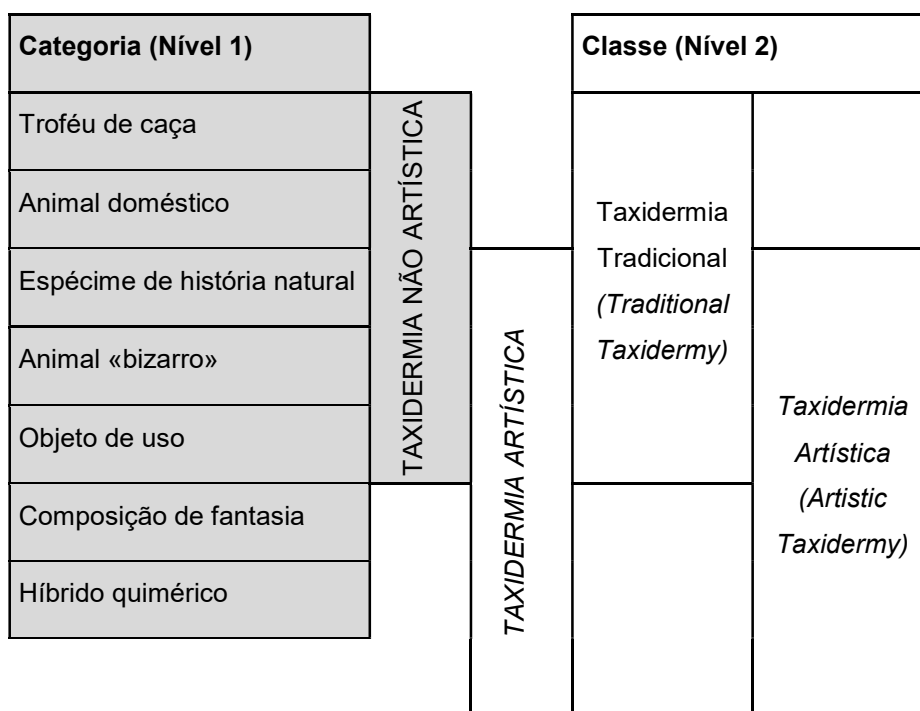 Categoria (Nível 1)
Classe (Nível 2)
Troféu de caça
Animal doméstico
Espécime de história natural
Animal «bizarro»
Objeto de uso
Composição de fantasia
Híbrido quimérico
TAXIDERMIA NÃO ARTÍSTICA
TAXIDERMIA ARTÍSTICA
Taxidermia
Tradicional
(Traditional
Taxidermy)
Taxidermia
Artística
(Artistic
Taxidermy)